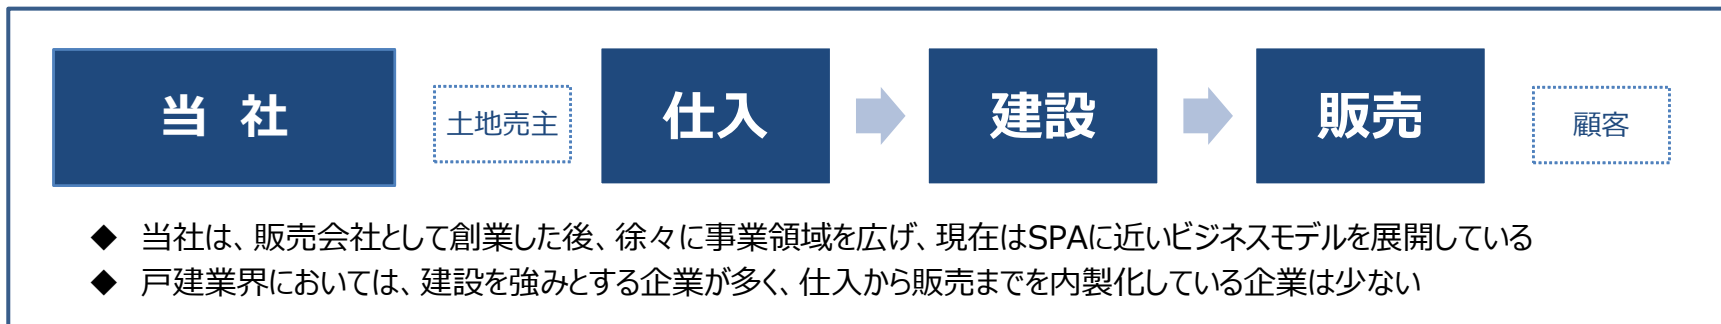 当 社
土地売主
仕入
建設
販売
顧客
◆ 当社は、販売会社として創業した後、徐々に事業領域を広げ、現在はSPAに近いビジネスモデルを展開している
◆ 戸建業界においては、建設を強みとする企業が多く、仕入から販売までを内製化している企業は少ない